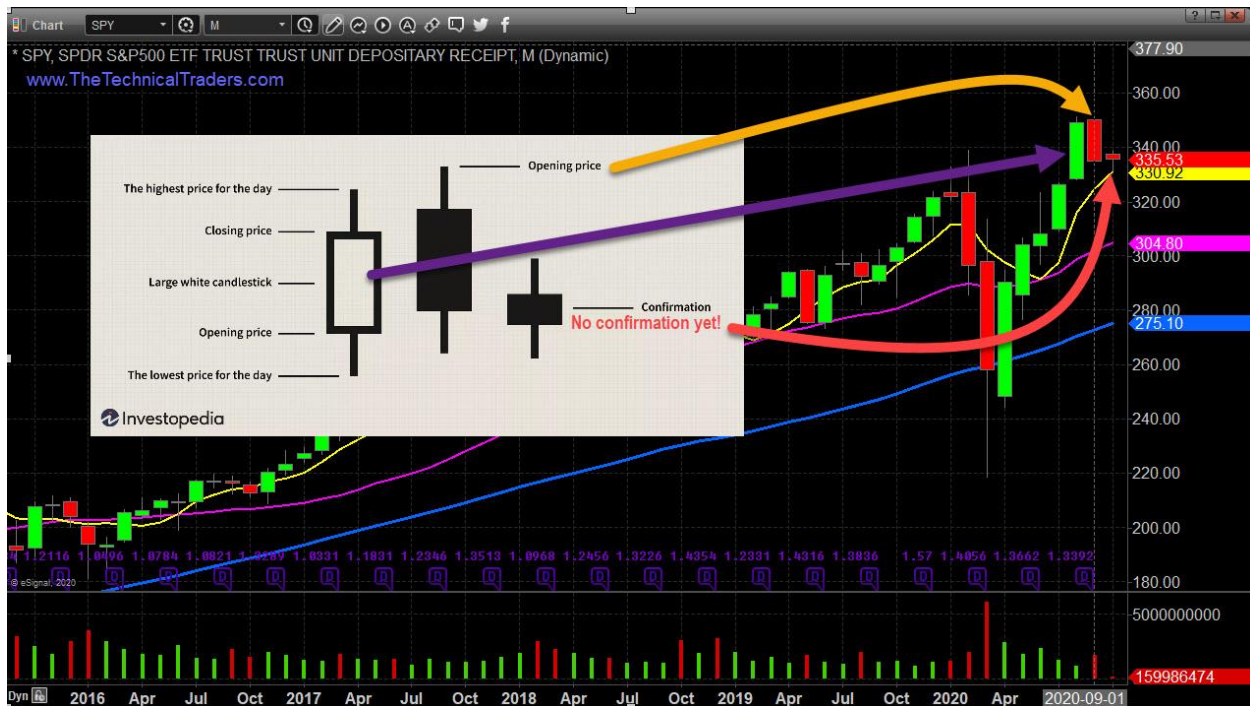 Chart SPY M
* SPY, SPDR S&P500 ETF TRUST TRUST UNIT DEPOSITARY RECEIPT, M (Dynamic)
www.TheTechnicalTraders.com
377.90
360.00
340.00
335.53
330.92
320.00
304.80
300.00
280.00
275.10
260.00
240.00
220.00
200.00
180.00
Opening price
The highest price for the day
Closing price
Large white candlestick
Opening price
The lowest price for the day
Confirmation
No confirmation yet!
Investopedia
1.2116 1.0496 1.0784 1.0821 1.0331 1.1831 1.2346 1.3513 1.0968 1.2456 1.3226 1.4354 1.2331 1.4316 1.3836 1.57 1.4056 1.3662 1.3392
D D D D D D D D D D D D D D D D D D D D
© eSignal, 2020
5000000000
159986474
Dyn 2016 Apr Jul Oct 2017 Apr Jul Oct 2018 Apr Jul Oct 2019 Apr Jul Oct 2020 Apr 2020-09-01